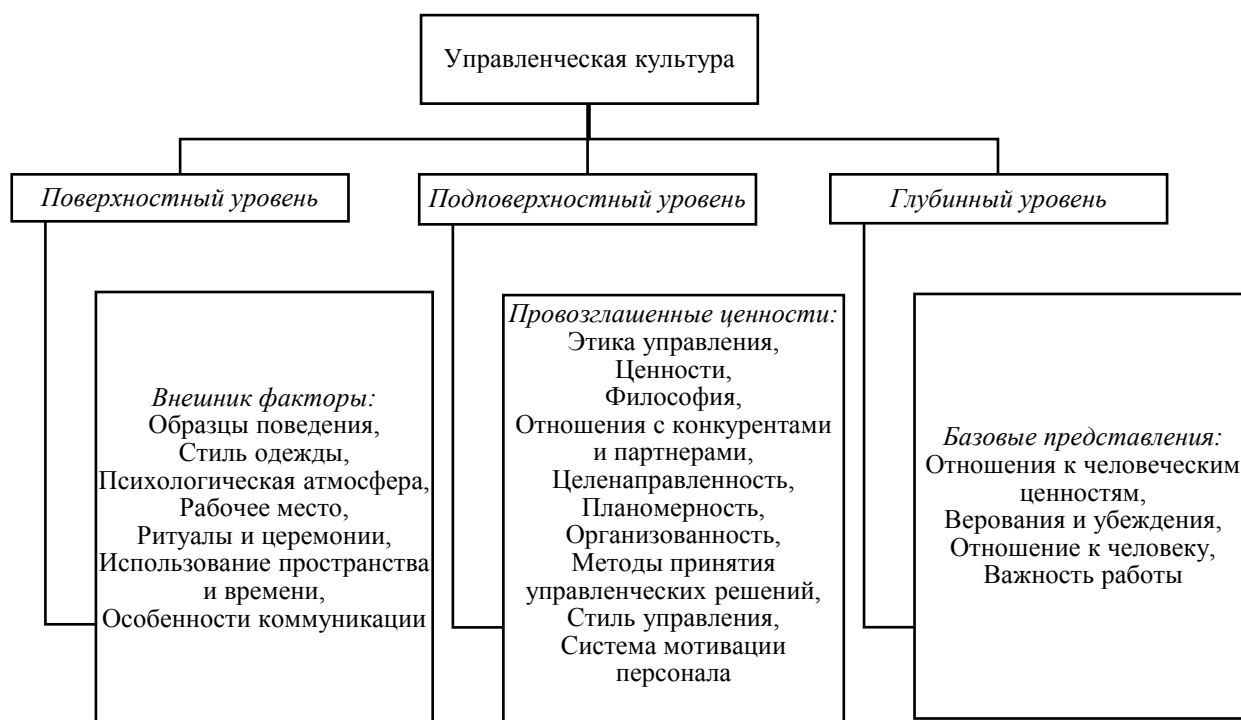 Управленческая культура
Поверхностный уровень
Подповерхностный уровень
Глубинный уровень
Внешник факторы:
Образцы поведения,
Стиль одежды,
Психологическая атмосфера,
Рабочее место,
Ритуалы и церемонии,
Использование пространства
и времени,
Особенности коммуникации
Провозглашенные ценности:
Этика управления,
Ценности,
Философия,
Отношения с конкурентами
и партнерами,
Целенаправленность,
Планомерность,
Организованность,
Методы принятия
управленческих решений,
Стиль управления,
Система мотивации
персонала
Базовые представления:
Отношения к человеческим
ценностям,
Верования и убеждения,
Отношение к человеку,
Важность работы